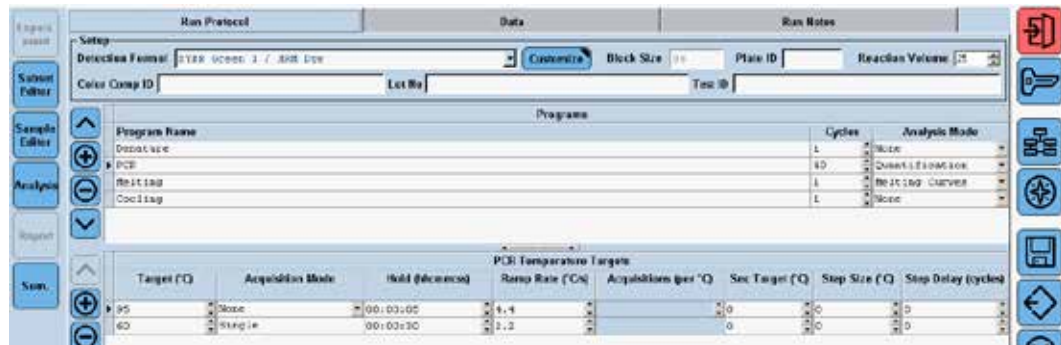 Run Protocol Data Run Notes
Experiment
Setup
Detection Format SYBR Green I / HRM Dye Customize Block Size 96 Plate ID Reaction Volume
Subset Editor
Color Comp ID Lot No Test ID
Programs
Sample Editor
Program Name Cycles Analysis Mode
Denature 1 None
PCR 40 Quantification
Analysis
Melting 1 Melting Curves
Cooling 1 None
Report
PCR Temperature Targets
Sum.
Target (°C) Acquisition Mode Hold (hh:mm:ss) Ramp Rate (°C/s) Acquisitions (per °C) Sec Target (°C) Step Size (°C) Step Delay (cycles)
95 None 00:03:05 4.4 0 0 0
60 Single 00:00:30 2.2 0 0 0